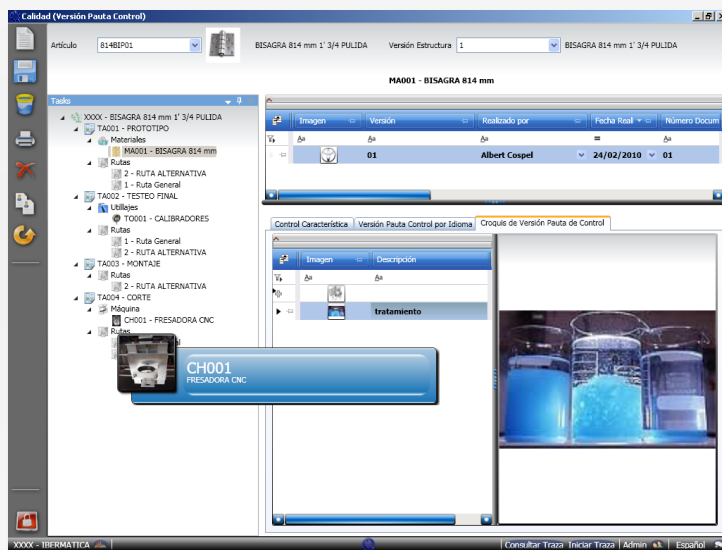 Calidad (Versión Pauta Control)
Artículo 814BIP01 BISAGRA 814 mm 1' 3/4 PULIDA Versión Estructura 1 BISAGRA 814 mm 1' 3/4 PULIDA
MA001 - BISAGRA 814 mm
Tasks
XXXX - BISAGRA 814 mm 1' 3/4 PULIDA
TA001 - PROTOTIPO
Materiales
MA001 - BISAGRA 814 mm
Rutas
2 - RUTA ALTERNATIVA
1 - Ruta General
TA002 - TESTEO FINAL
Utillajes
TO001 - CALIBRADORES
Rutas
1 - Ruta General
2 - RUTA ALTERNATIVA
TA003 - MONTAJE
Rutas
2 - RUTA ALTERNATIVA
TA004 - CORTE
Máquina
CH001 - FRESADORA CNC
Rutas
CH001
FRESADORA CNC
Imagen Versión Realizado por Fecha Real Número Docum
Aa Aa Aa = Aa
01 Albert Cospel 24/02/2010 01
Control Característica Versión Pauta Control por Idioma Croquis de Versión Pauta de Control
Imagen Descripción
Aa Aa
tratamiento
XXXX - IBERMATICA Consultar Traza Iniciar Traza Admin Español